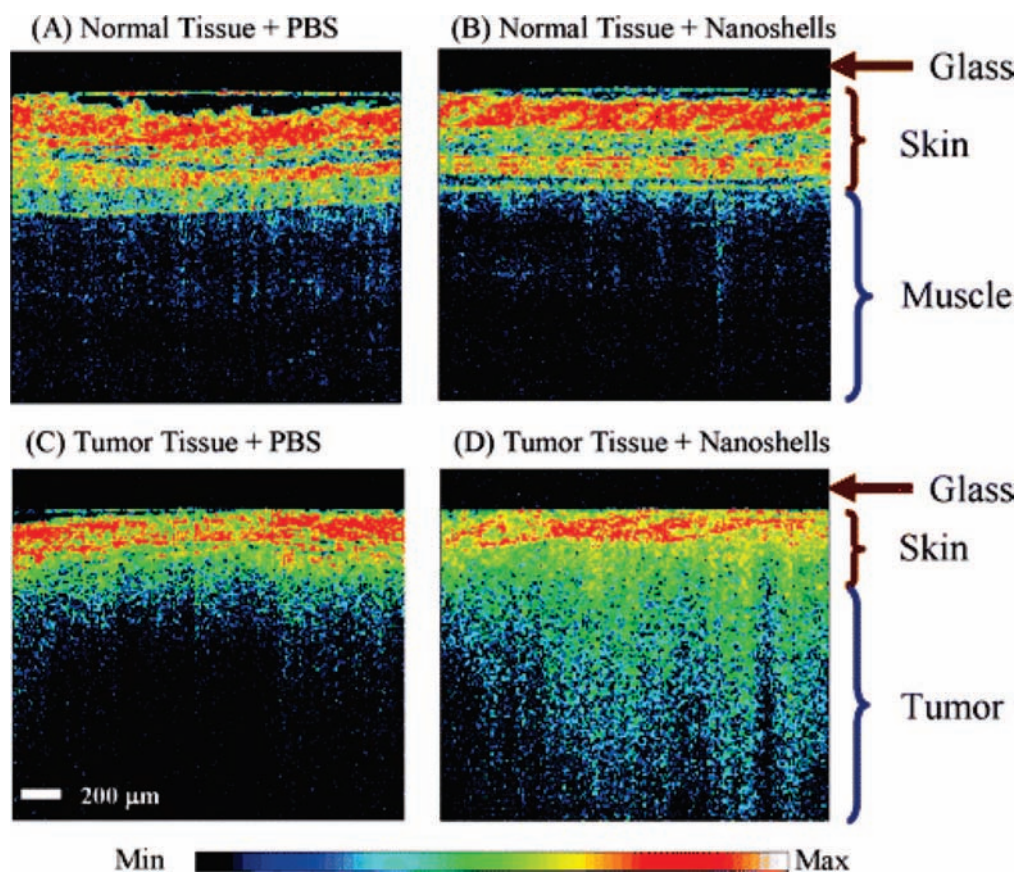 (A) Normal Tissue + PBS
(B) Normal Tissue + Nanoshells
Glass
Skin
Muscle
(C) Tumor Tissue + PBS
(D) Tumor Tissue + Nanoshells
Glass
Skin
Tumor
200 μm
Min
Max